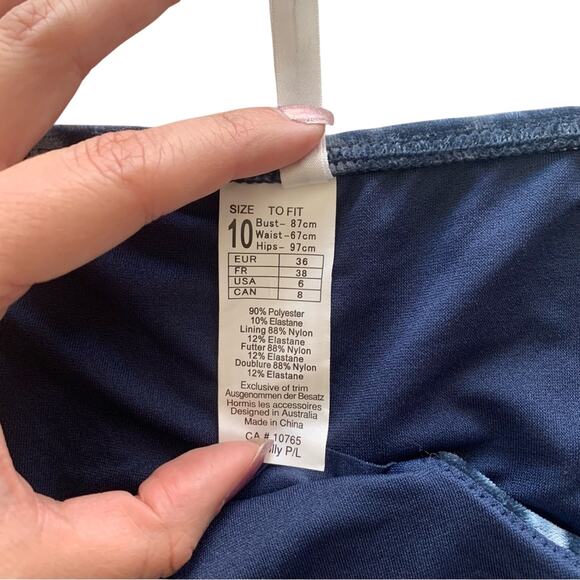 SIZE TO FIT
10 Bust- 87cm
Waist-67cm
Hips- 97cm
EUR 36
FR 38
USA 6
CAN 8
90% Polyester
10% Elastane
Lining 88% Nylon
12% Elastane
Futter 88% Nylon
12% Elastane
Doublure 88% Nylon
12% Elastane
Exclusive of trim
Ausgenommen der Besatz
Hormis les accessoires
Designed in Australia
Made in China
CA # 10765
P/L